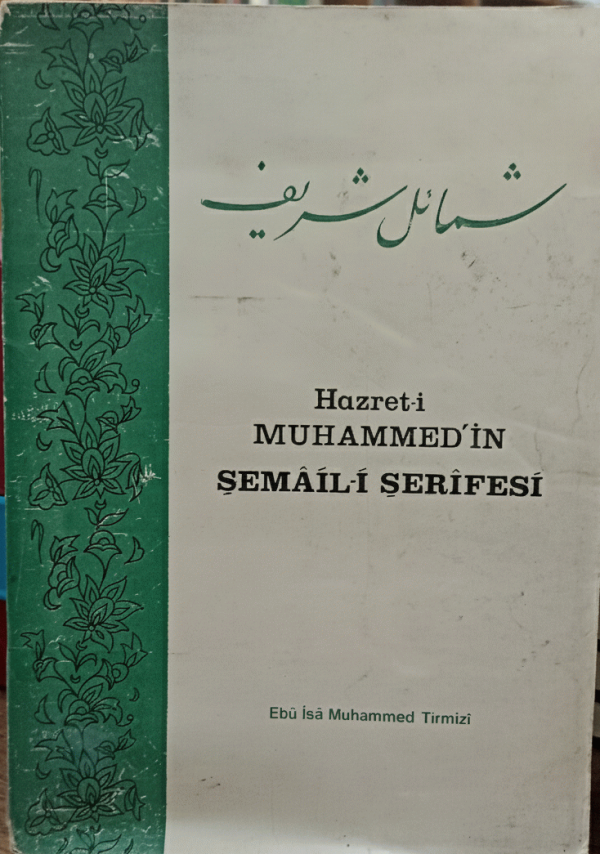 شمائل شریف
Hazret-i
MUHAMMED'İN
ŞEMÂİL-İ ŞERÎFESİ
Ebû İsâ Muhammed Tirmizî